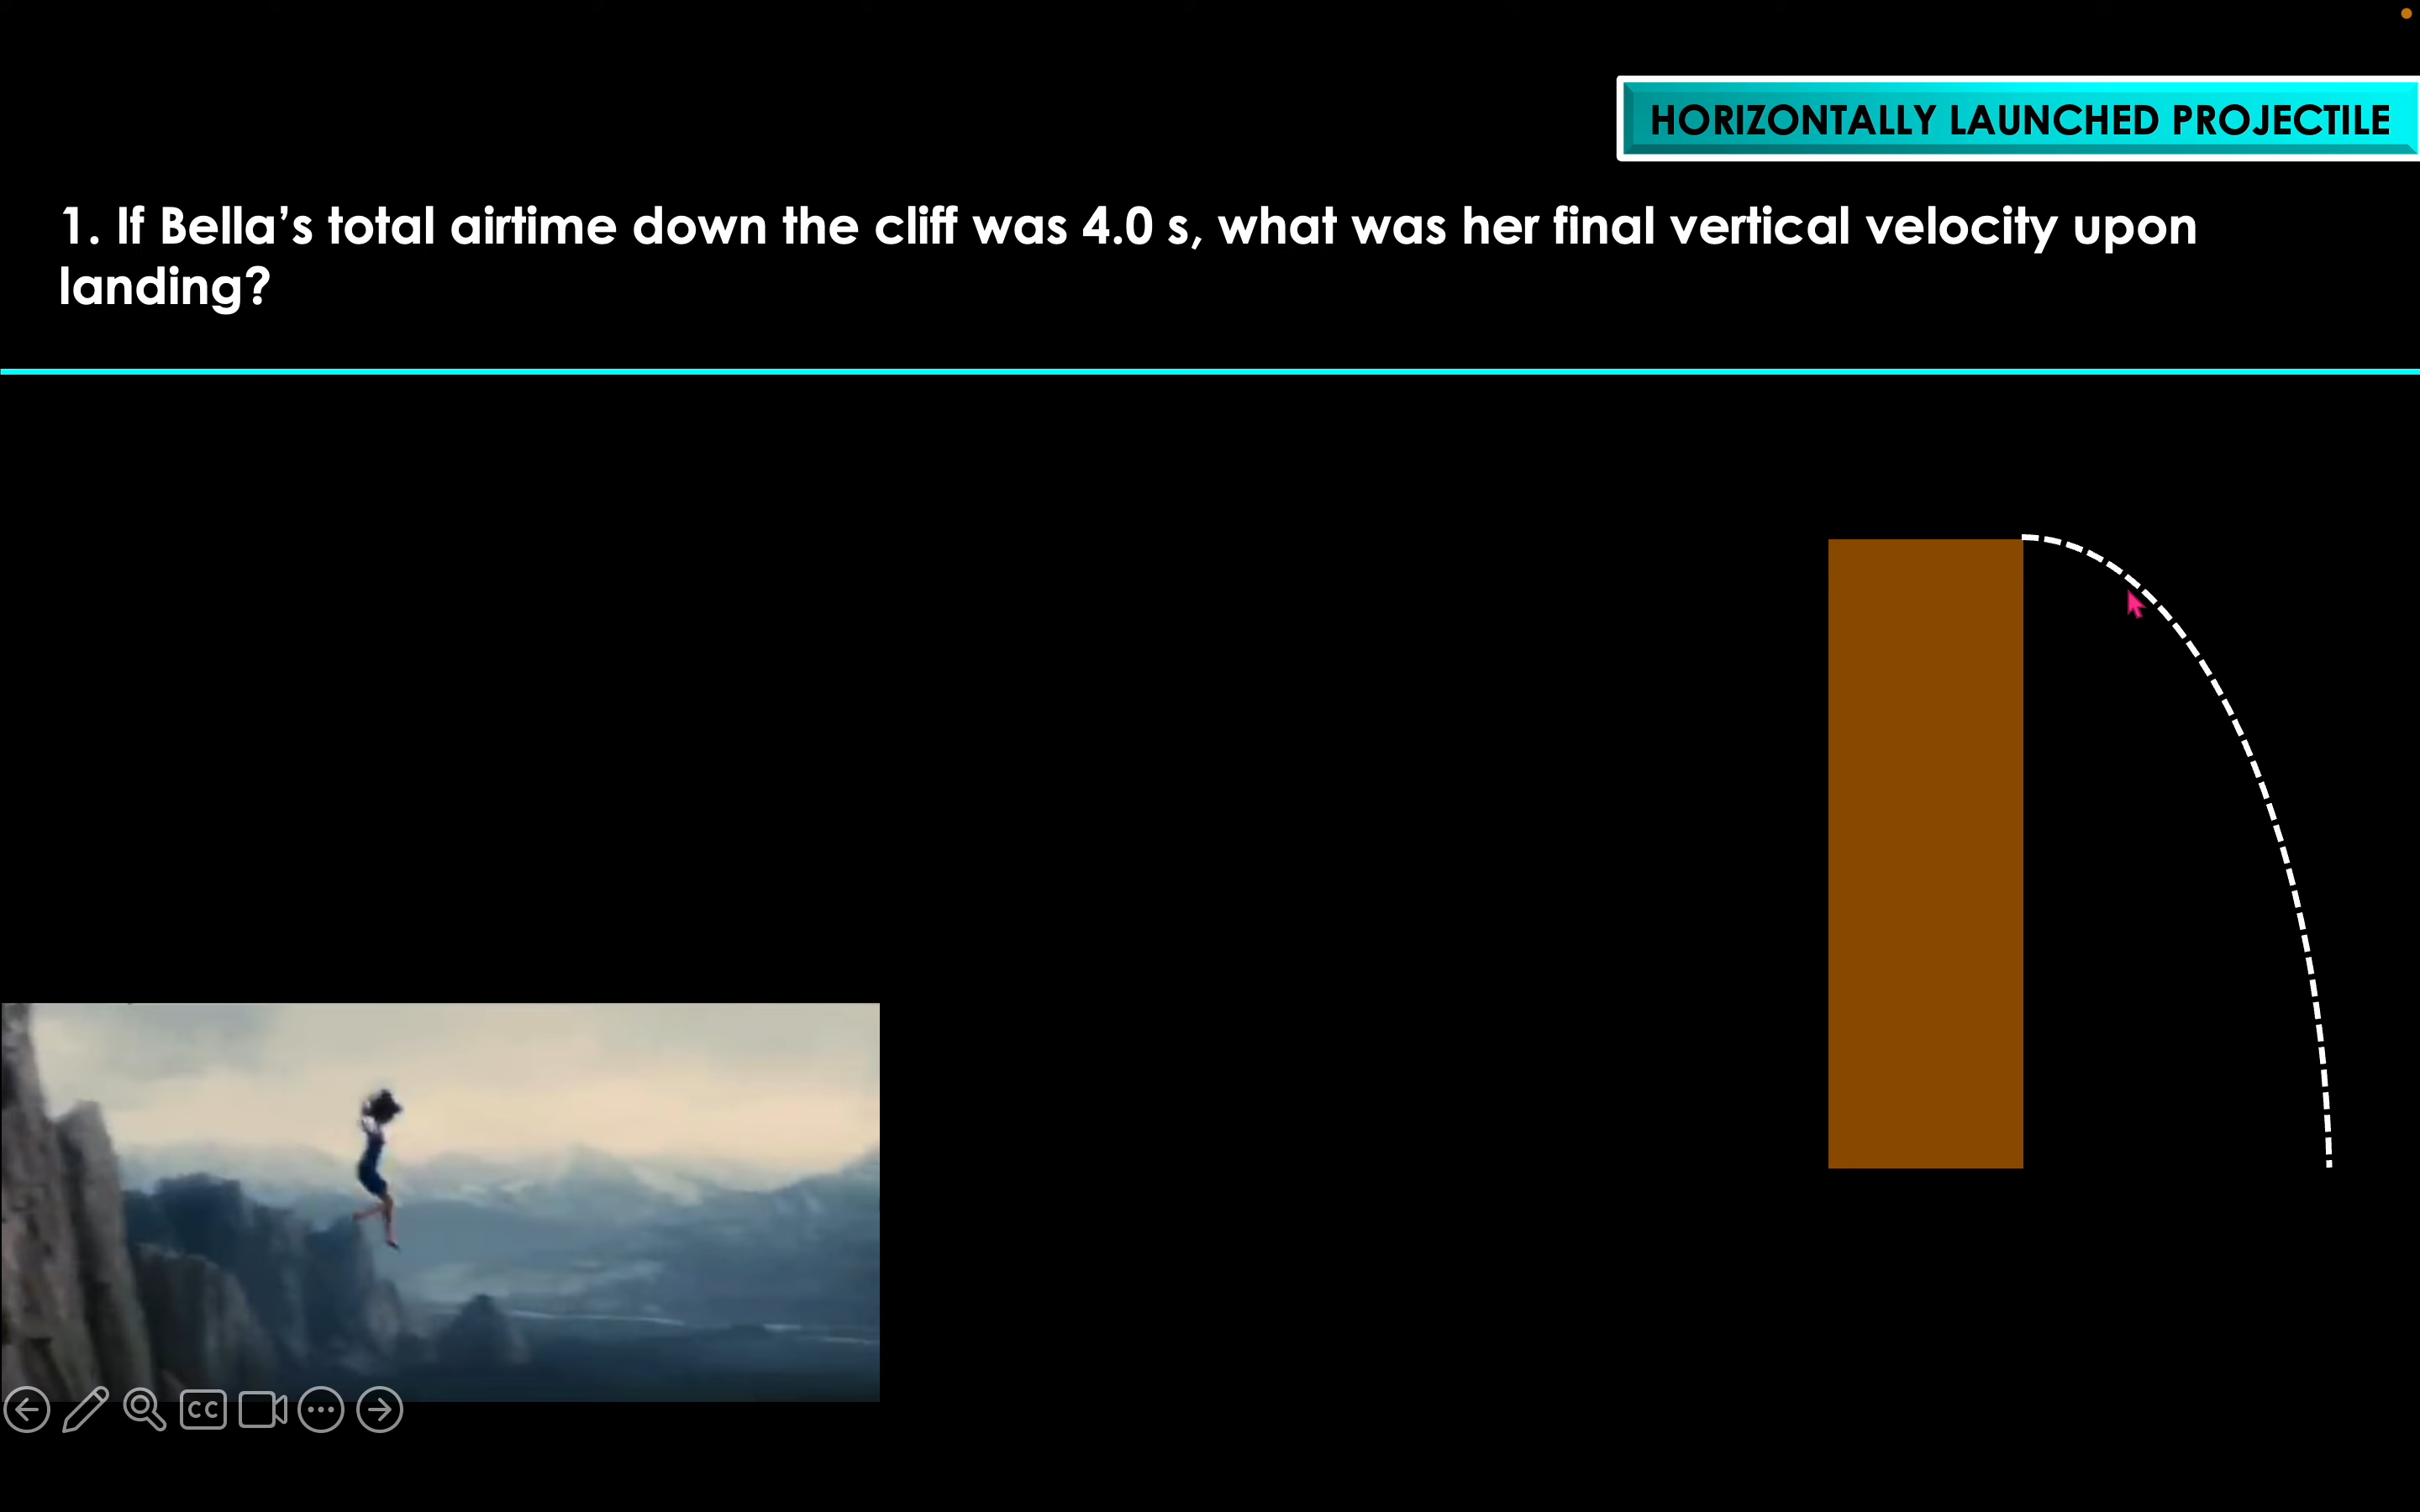 HORIZONTALLY LAUNCHED PROJECTILE
1. If Bella’s total airtime down the cliff was 4.0 s, what was her final vertical velocity upon
landing?
CC